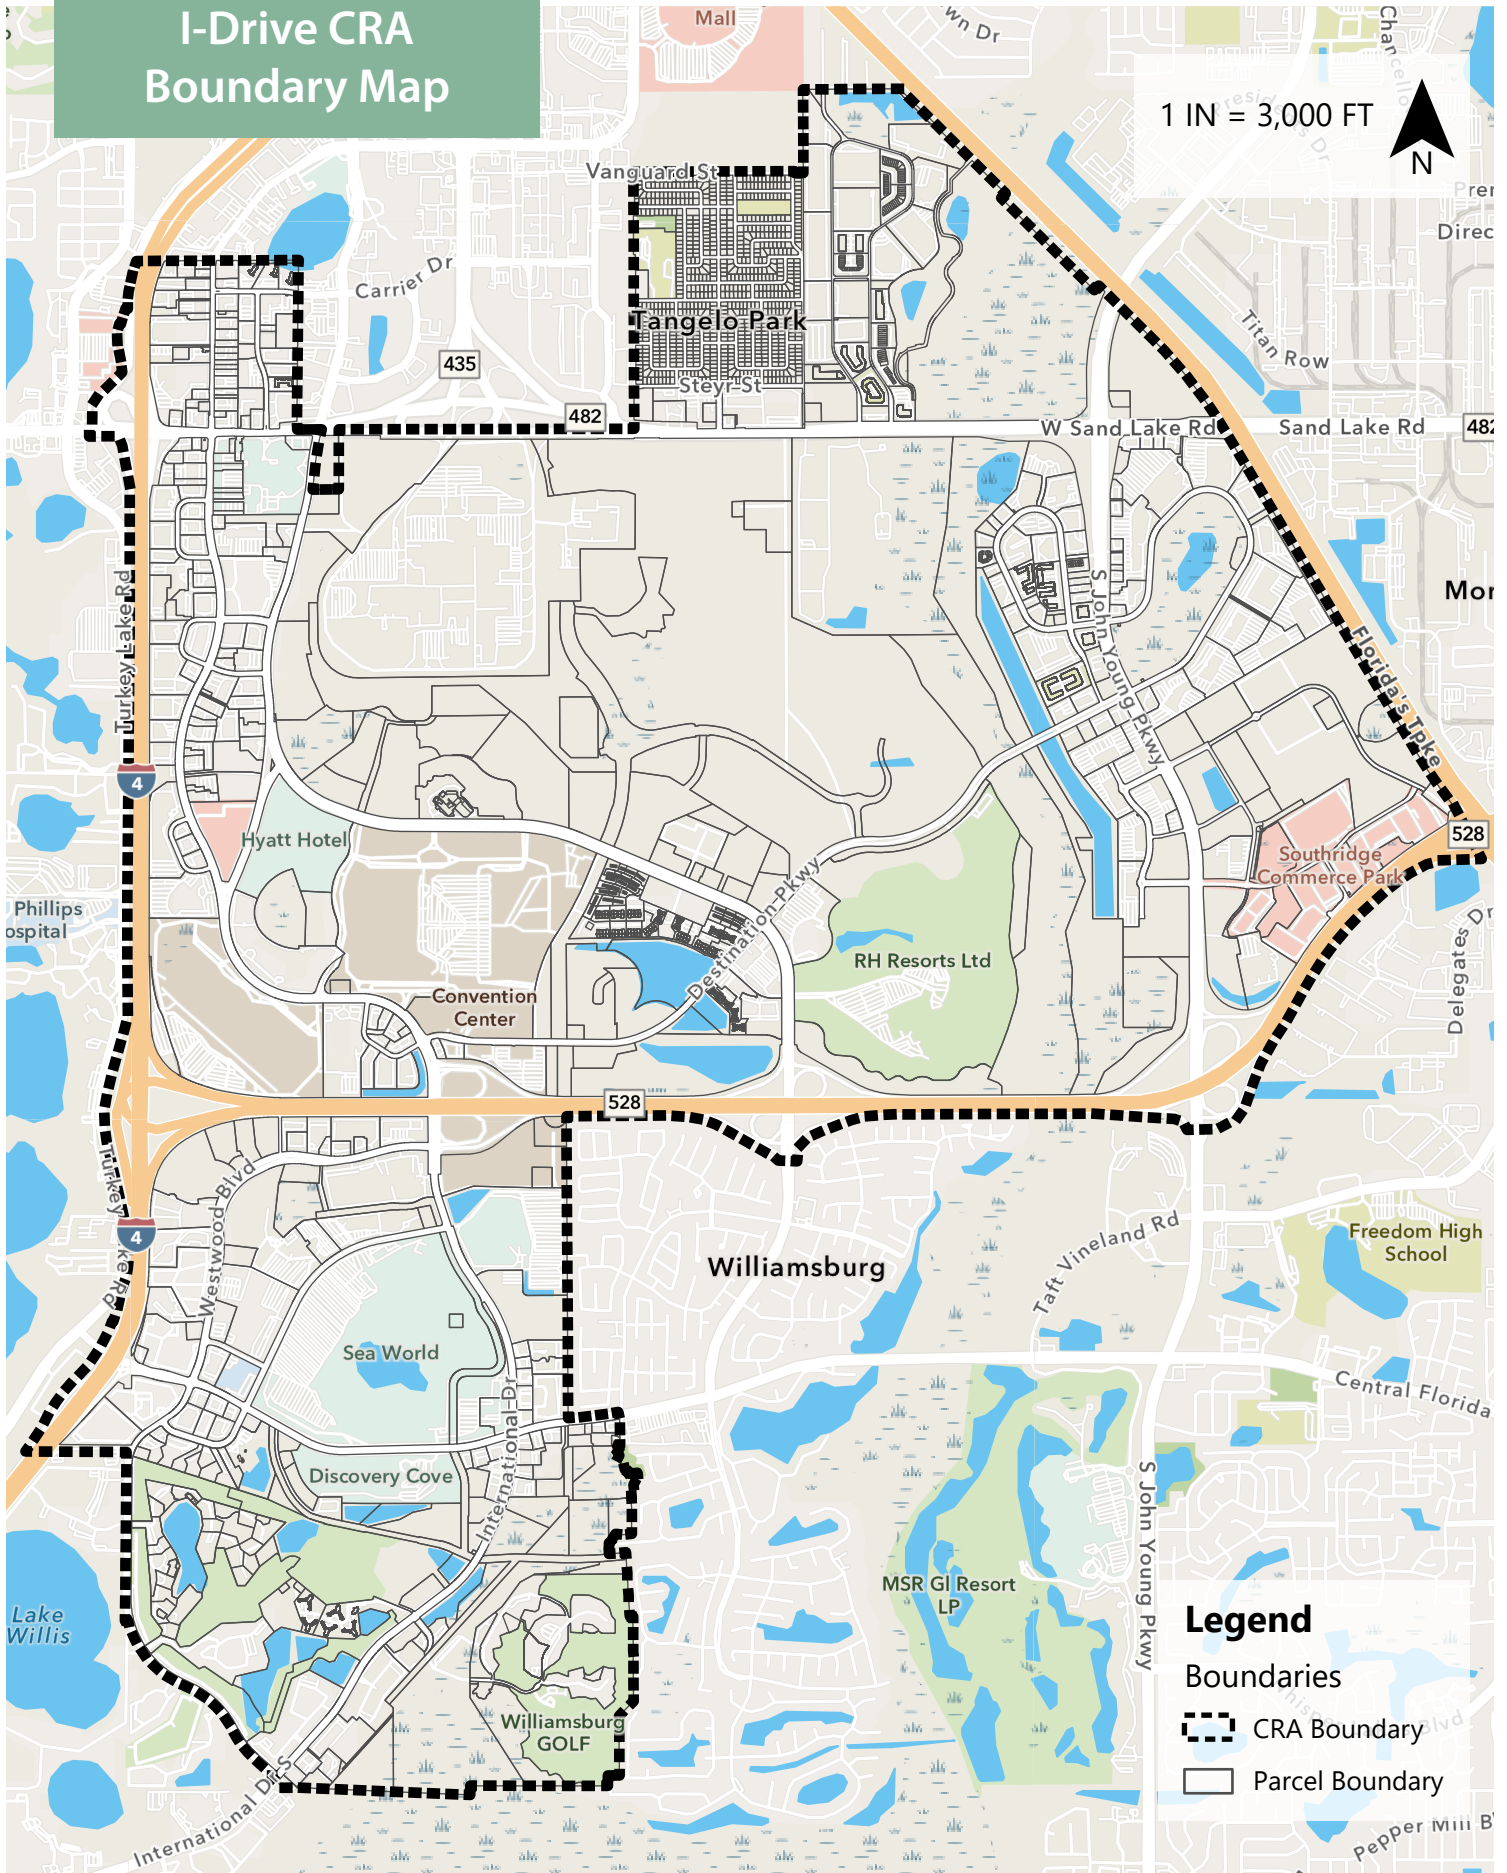 I-Drive CRA
Boundary Map
Mall
1 IN = 3,000 FT
N
Vanguard St
Carrier Dr
Tangelo Park
435
Steyr St
482
W Sand Lake Rd
Sand Lake Rd
482
Titan Row
Turkey Lake Rd
S John Young Pkwy
Florida's Tpke
4
Hyatt Hotel
528
Southridge
Commerce Park
Phillips
Destination Pkwy
RH Resorts Ltd
Convention
Center
Delegates Dr
528
Westwood Blvd
4
Williamsburg
Taft Vineland Rd
Freedom High
School
Sea World
Central Florida
International Dr
Discovery Cove
S John Young Pkwy
MSR Gl Resort
LP
Lake
Willis
Williamsburg
GOLF
International Dr S
Legend
Boundaries
CRA Boundary
Parcel Boundary
Pepper Mill